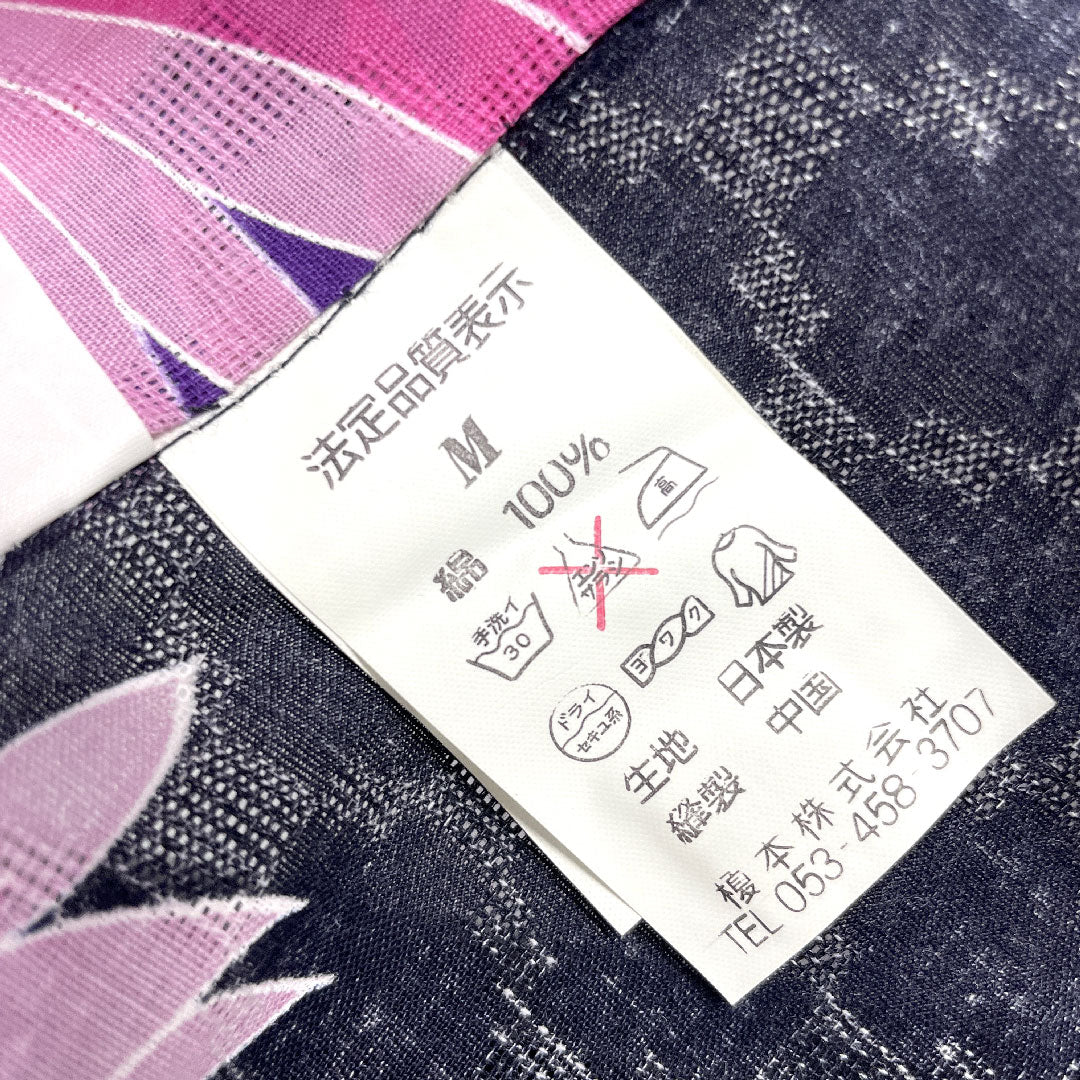 法定品質表示
M
綿 100%
手洗イ 30
エンソ サラシ
高
ドライ セキユ系
ヨワク
生地 日本製
縫製 中国
榎本株式会社
TEL 053-458-3707